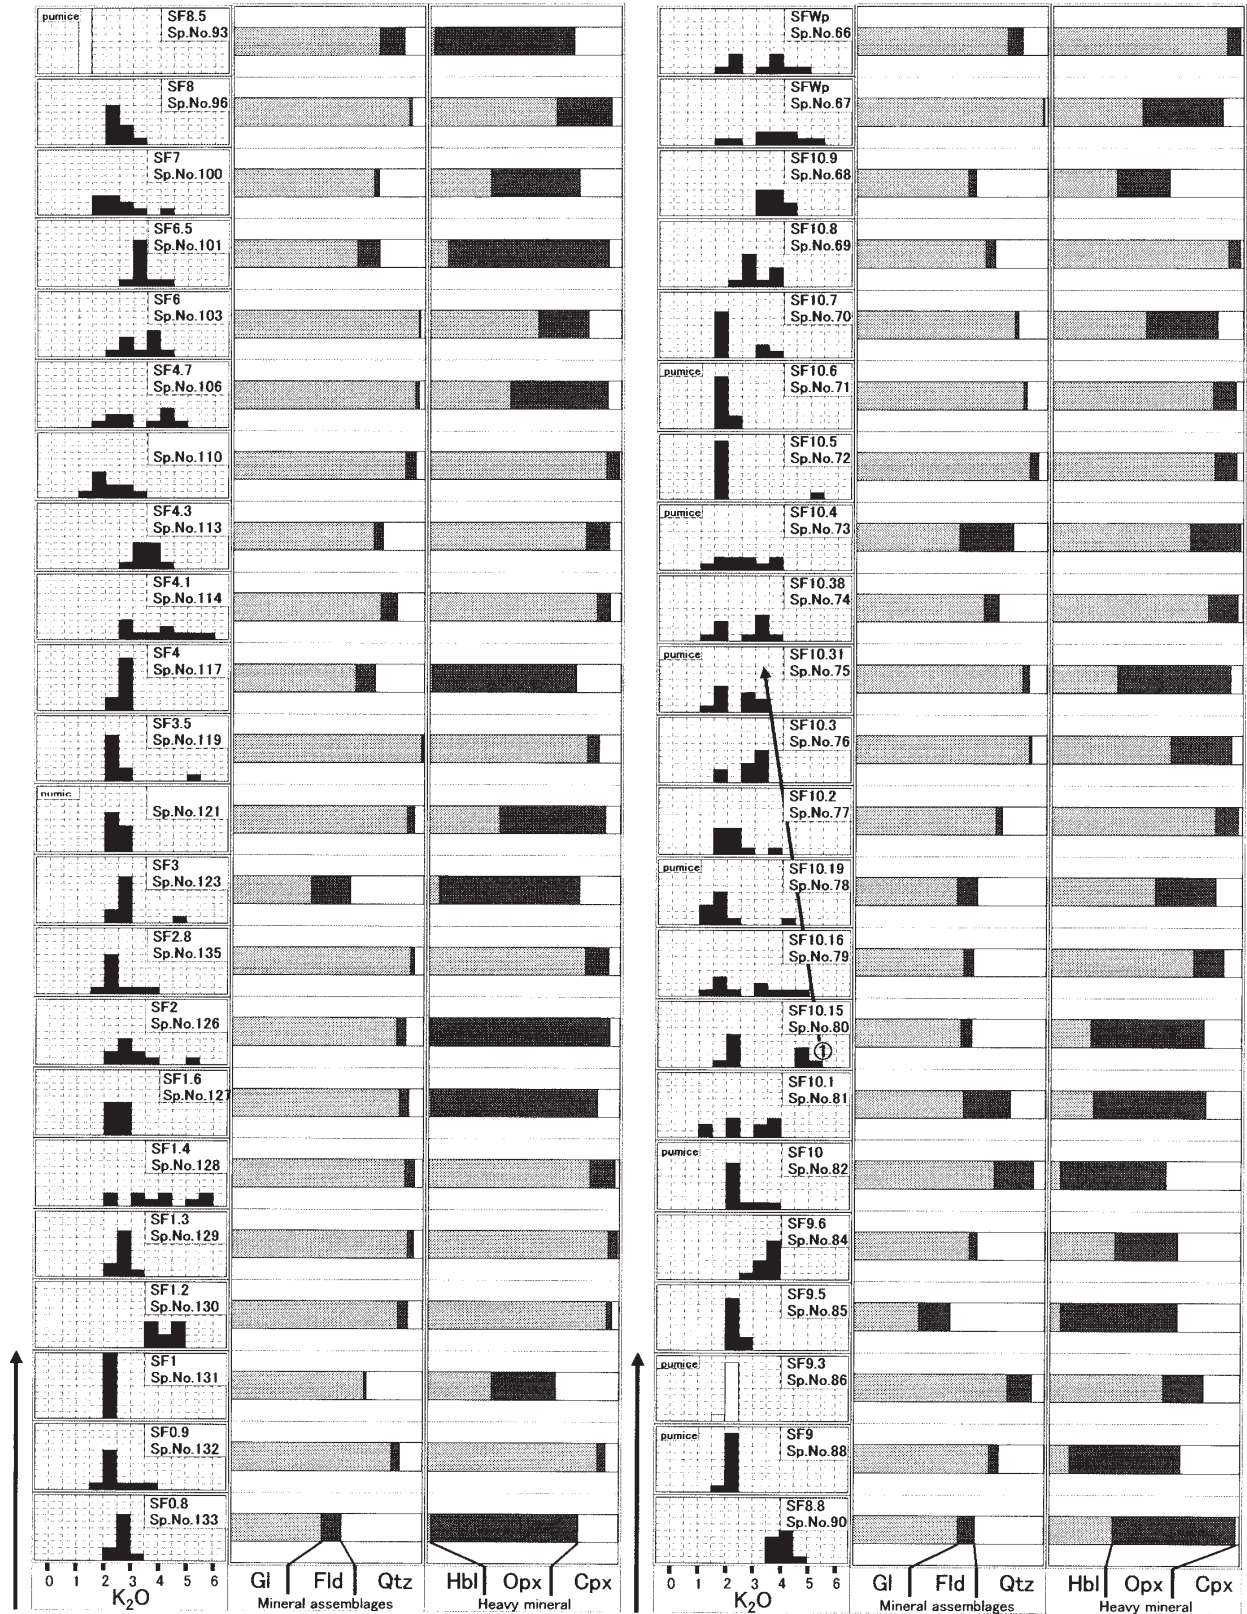 pumice
SF8.5
Sp.No.93
SF8
Sp.No.96
SF7
Sp.No.100
SF6.5
Sp.No.101
SF6
Sp.No.103
SF4.7
Sp.No.106
Sp.No.110
SF4.3
Sp.No.113
SF4.1
Sp.No.114
SF4
Sp.No.117
SF3.5
Sp.No.119
Sp.No.121
SF3
Sp.No.123
SF2.8
Sp.No.135
SF2
Sp.No.126
SF1.6
Sp.No.127
SF1.4
Sp.No.128
SF1.3
Sp.No.129
SF1.2
Sp.No.130
SF1
Sp.No.131
SF0.9
Sp.No.132
SF0.8
Sp.No.133
0 1 2 3 4 5 6
K2O
Gl Fld Qtz
Mineral assemblages
Hbl Opx Cpx
Heavy mineral
SFWp
Sp.No.66
SFWp
Sp.No.67
SF10.9
Sp.No.68
SF10.8
Sp.No.69
SF10.7
Sp.No.70
pumice
SF10.6
Sp.No.71
SF10.5
Sp.No.72
pumice
SF10.4
Sp.No.73
SF10.38
Sp.No.74
pumice
SF10.31
Sp.No.75
SF10.3
Sp.No.76
SF10.2
Sp.No.77
pumice
SF10.19
Sp.No.78
SF10.16
Sp.No.79
SF10.15
Sp.No.80
①
SF10.1
Sp.No.81
pumice
SF10
Sp.No.82
SF9.6
Sp.No.84
SF9.5
Sp.No.85
pumice
SF9.3
Sp.No.86
pumice
SF9
Sp.No.88
SF8.8
Sp.No.90
0 1 2 3 4 5 6
K2O
Gl Fld Qtz
Mineral assemblages
Hbl Opx Cpx
Heavy mineral